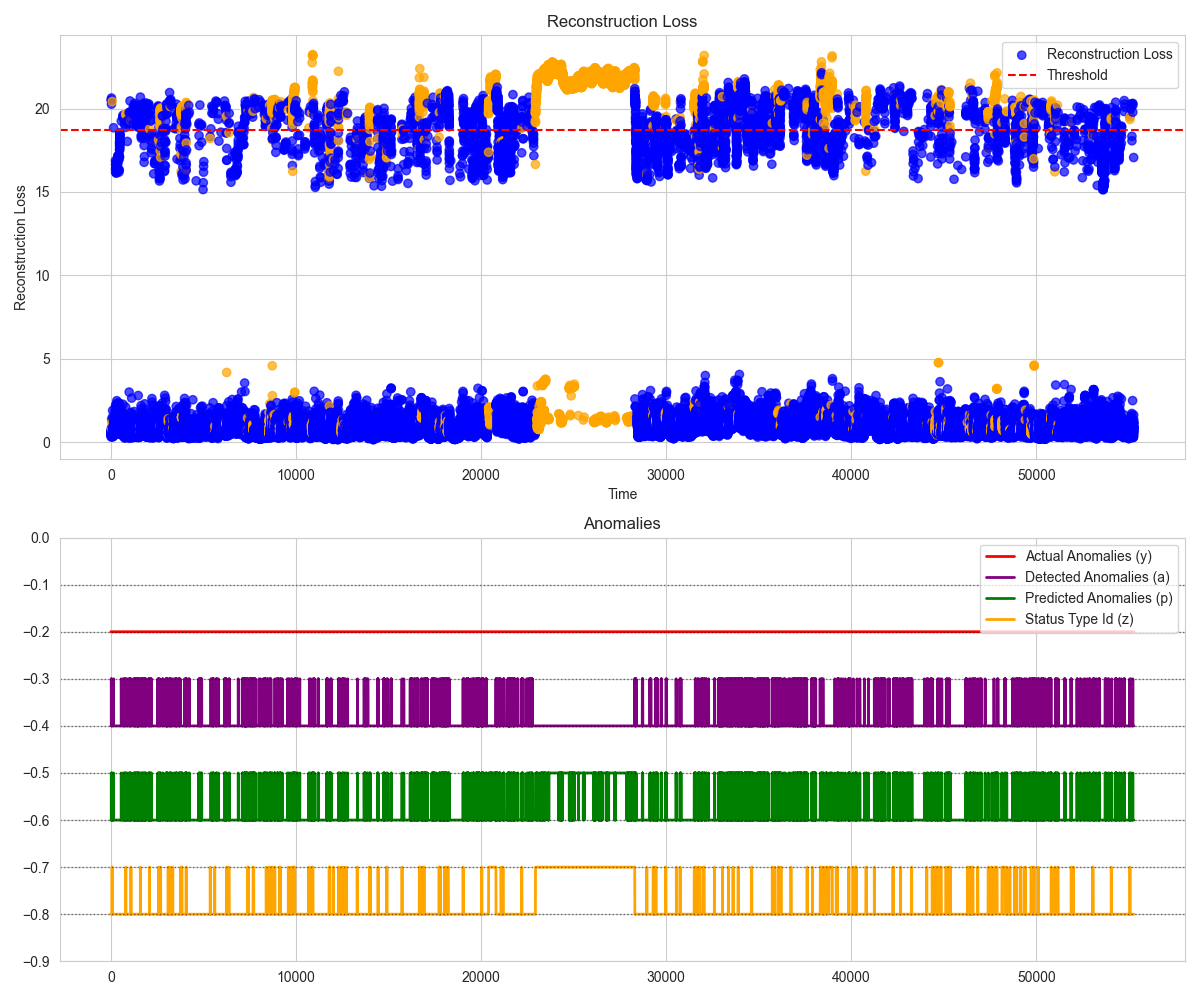 Reconstruction Loss
Reconstruction Loss
Threshold
20
15
10
5
0
Reconstruction Loss
0 10000 20000 30000 40000 50000
Time
Anomalies
Actual Anomalies (y)
Detected Anomalies (a)
Predicted Anomalies (p)
Status Type Id (z)
0.0
−0.1
−0.2
−0.3
−0.4
−0.5
−0.6
−0.7
−0.8
−0.9
0 10000 20000 30000 40000 50000